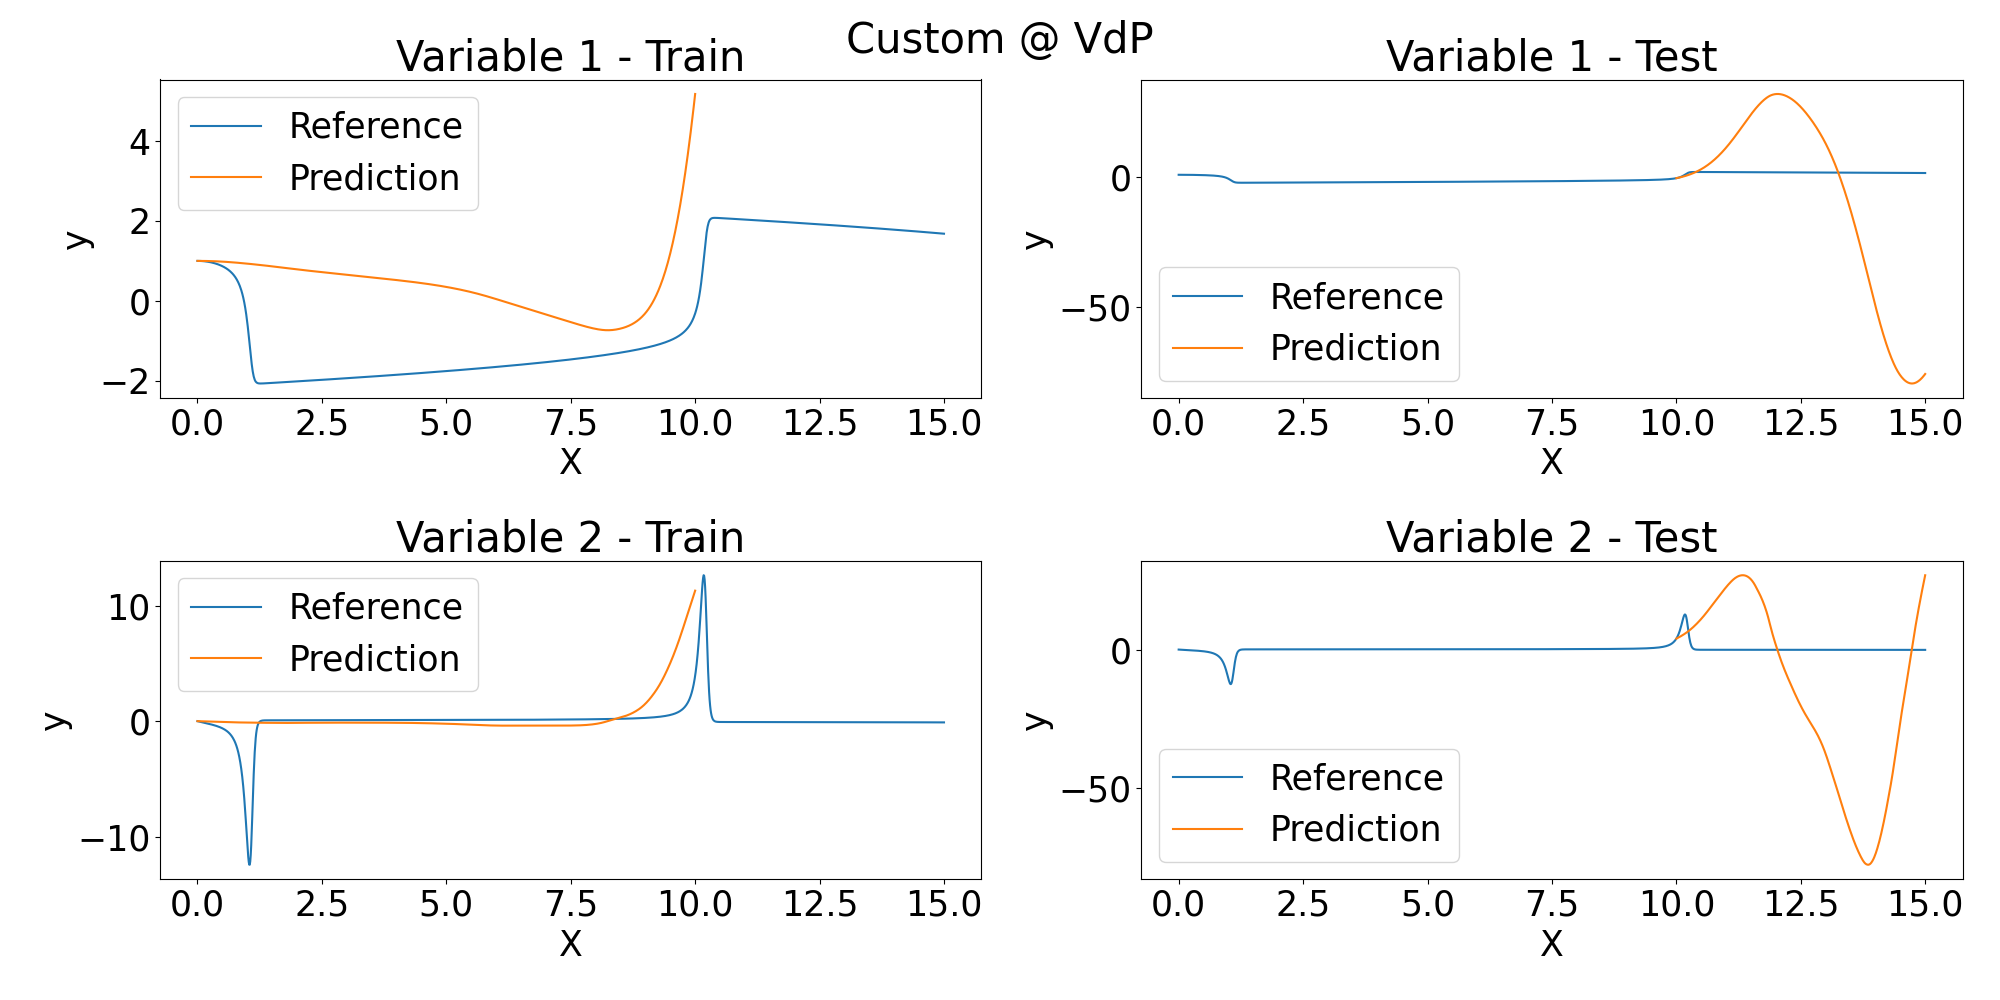 Custom @ VdP
Variable 1 - Train
Reference
Prediction
y
4
2
0
−2
0.0 2.5 5.0 7.5 10.0 12.5 15.0
X
Variable 1 - Test
Reference
Prediction
y
0
−50
0.0 2.5 5.0 7.5 10.0 12.5 15.0
X
Variable 2 - Train
Reference
Prediction
y
10
0
−10
0.0 2.5 5.0 7.5 10.0 12.5 15.0
X
Variable 2 - Test
Reference
Prediction
y
0
−50
0.0 2.5 5.0 7.5 10.0 12.5 15.0
X